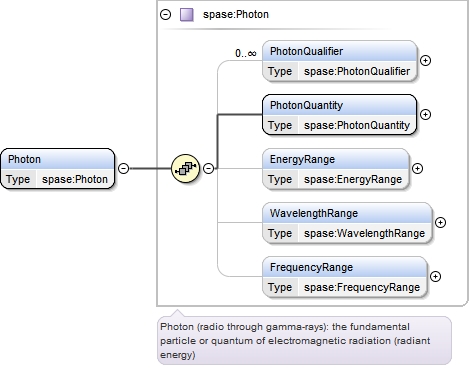 spase:Photon
0..∞
PhotonQualifier
Type spase:PhotonQualifier
PhotonQuantity
Type spase:PhotonQuantity
Photon
Type spase:Photon
EnergyRange
Type spase:EnergyRange
WavelengthRange
Type spase:WavelengthRange
FrequencyRange
Type spase:FrequencyRange
Photon (radio through gamma-rays): the fundamental
particle or quantum of electromagnetic radiation (radiant
energy)